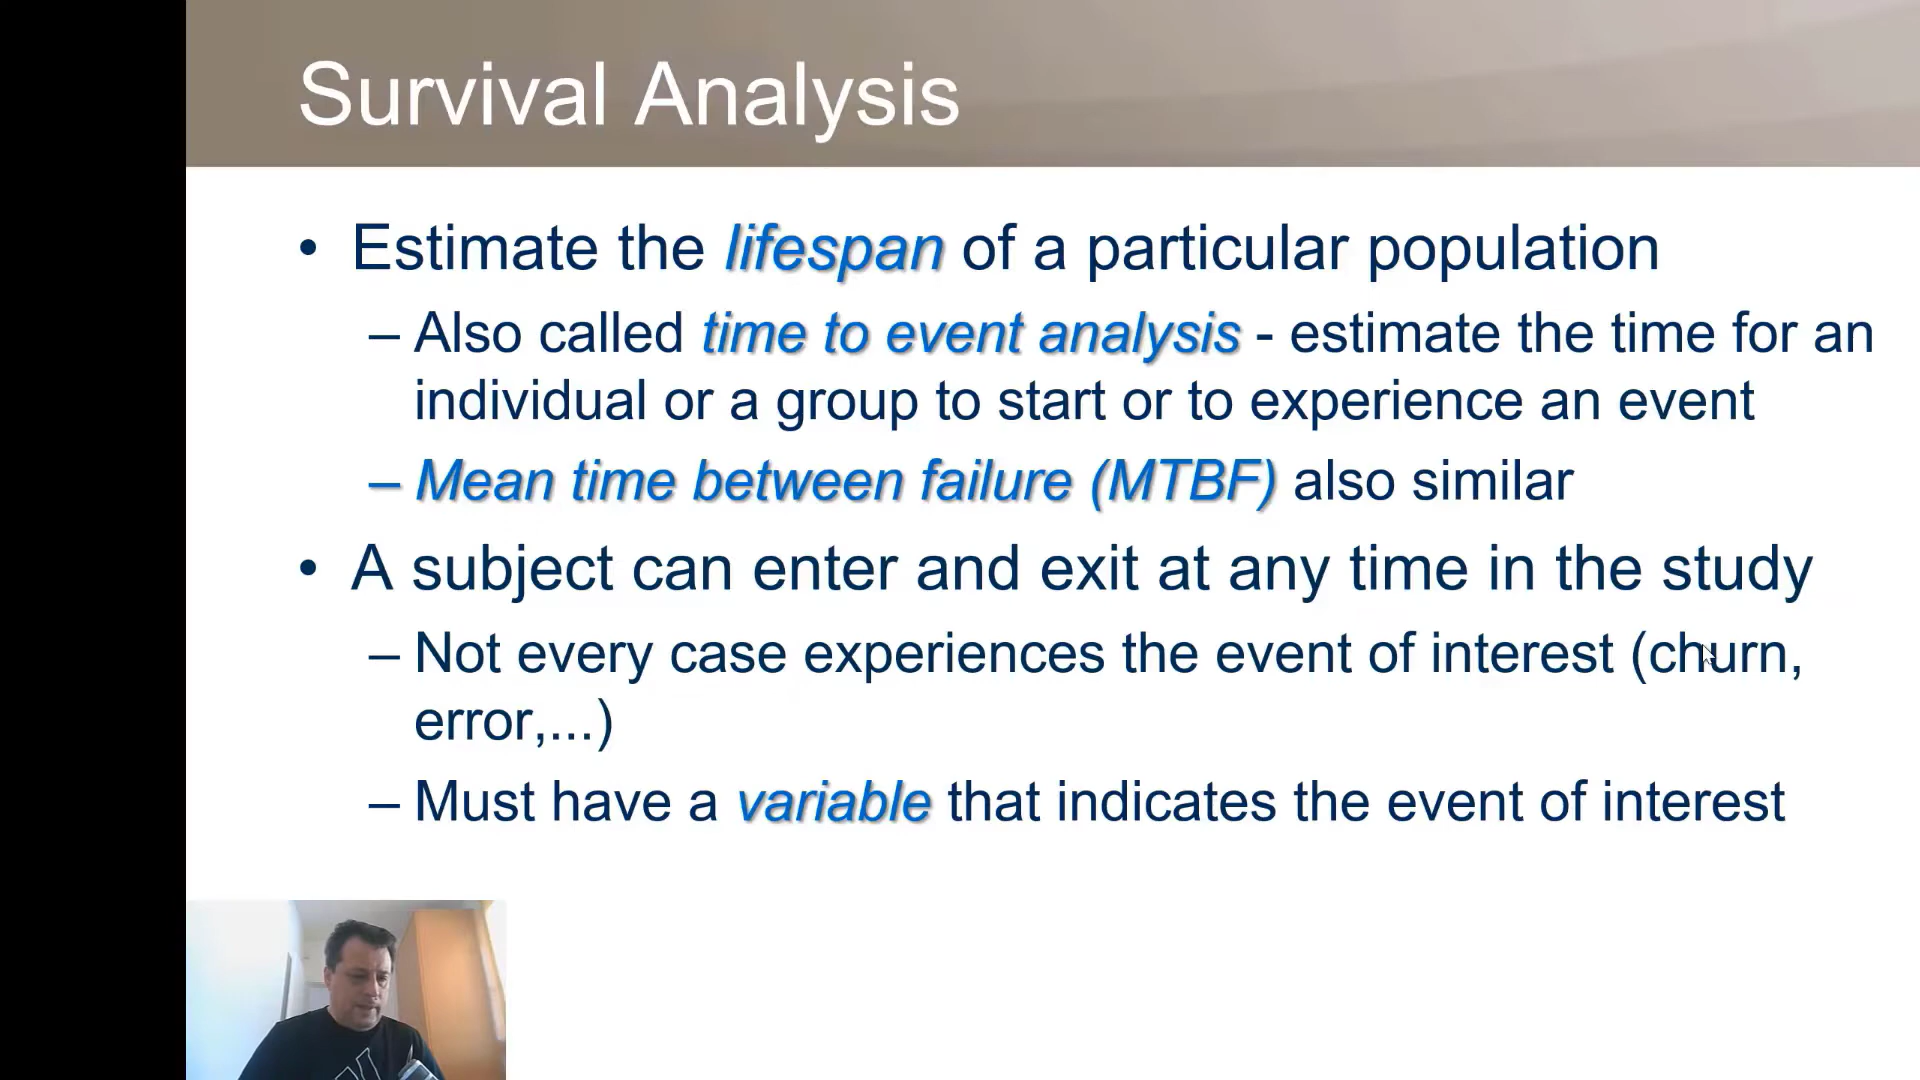 Survival Analysis
• Estimate the lifespan of a particular population
– Also called time to event analysis - estimate the time for an
individual or a group to start or to experience an event
– Mean time between failure (MTBF) also similar
• A subject can enter and exit at any time in the study
– Not every case experiences the event of interest (churn,
error,...)
– Must have a variable that indicates the event of interest